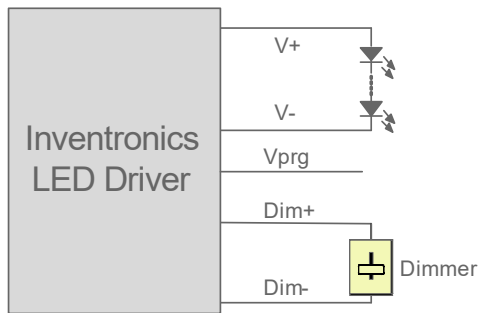 Inventronics
LED Driver
V+
V-
Vprg
Dim+
Dim-
Dimmer